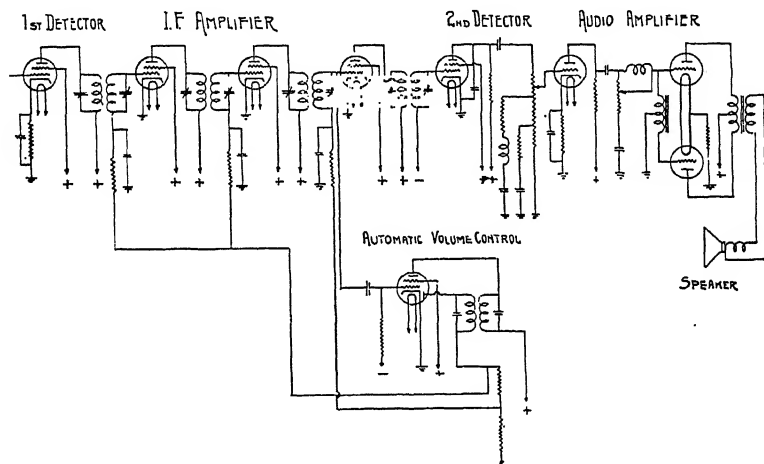 1ST DETECTOR
I.F. AMPLIFIER
2ND DETECTOR
AUDIO AMPLIFIER
+ + + + + + + + - + + + +
AUTOMATIC VOLUME CONTROL
SPEAKER
- + +